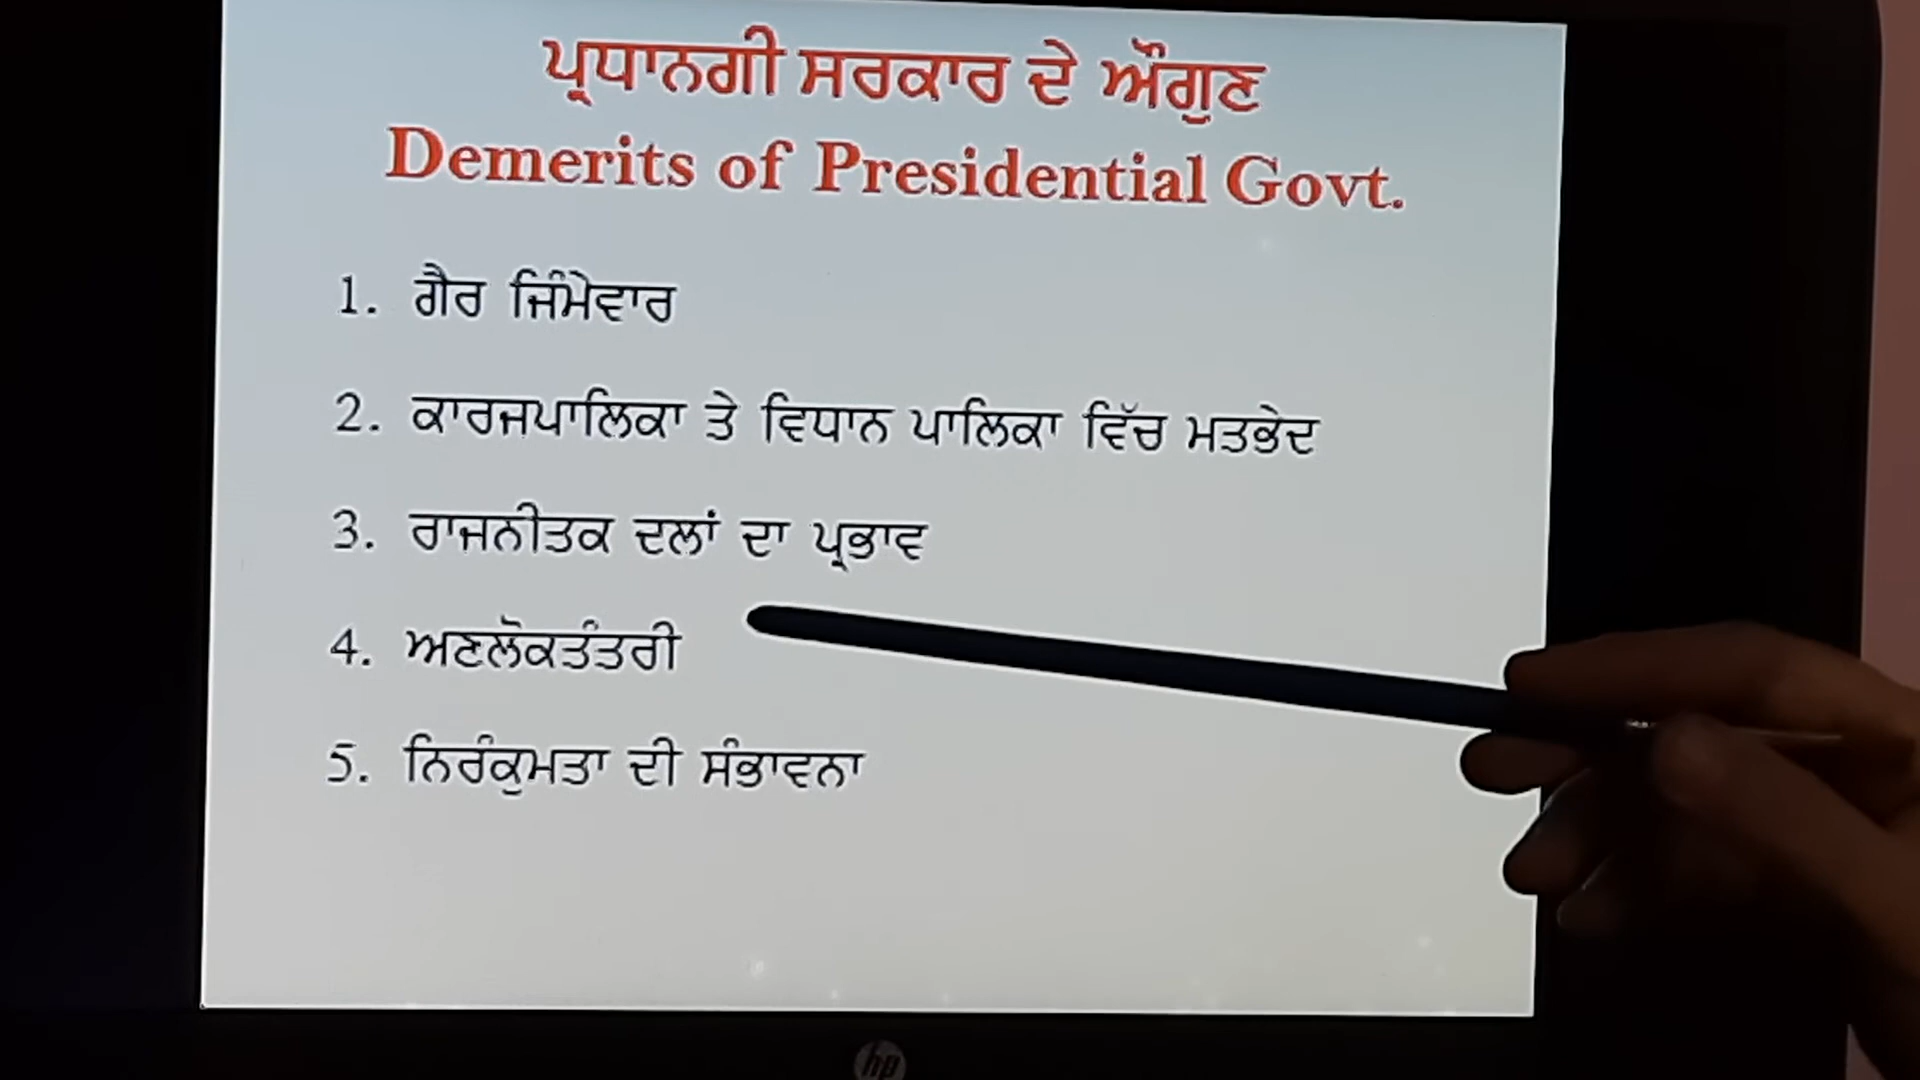 ਪ੍ਰਧਾਨਗੀ ਸਰਕਾਰ ਦੇ ਔਗੁਣ
Demerits of Presidential Govt.
1. ਗੈਰ ਜਿੰਮੇਵਾਰ
2. ਕਾਰਜਪਾਲਿਕਾ ਤੇ ਵਿਧਾਨ ਪਾਲਿਕਾ ਵਿੱਚ ਮਤਭੇਦ
3. ਰਾਜਨੀਤਕ ਦਲਾਂ ਦਾ ਪ੍ਰਭਾਵ
4. ਅਣਲੋਕਤੰਤਰੀ
5. ਨਿਰੰਕੁਮਤਾ ਦੀ ਸੰਭਾਵਨਾ
hp